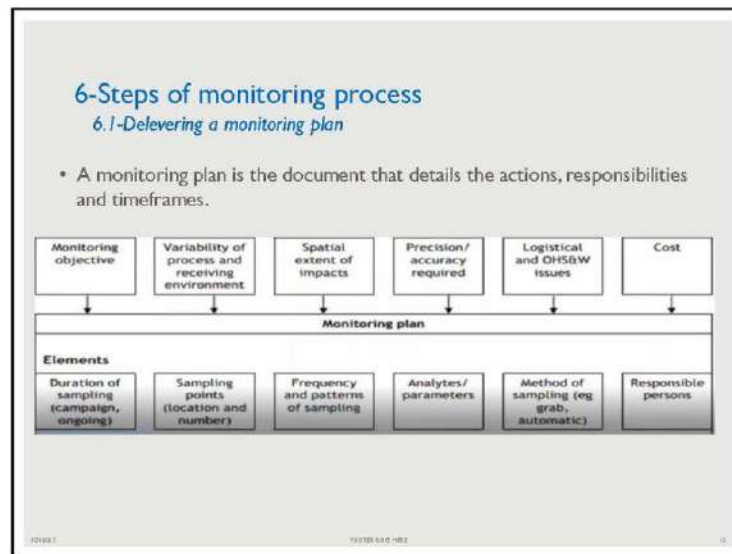 6-Steps of monitoring process
6.1-Delevering a monitoring plan
• A monitoring plan is the document that details the actions, responsibilities
and timeframes.
Monitoring
objective
Variability of
process and
receiving
environment
Spatial
extent of
impacts
Precision/
accuracy
required
Logistical
and OHS&W
issues
Cost
Monitoring plan
Elements
Duration of
sampling
(campaign,
ongoing)
Sampling
points
(location and
number)
Frequency
and patterns
of sampling
Analytes/
parameters
Method of
sampling (eg
grab,
automatic)
Responsible
persons